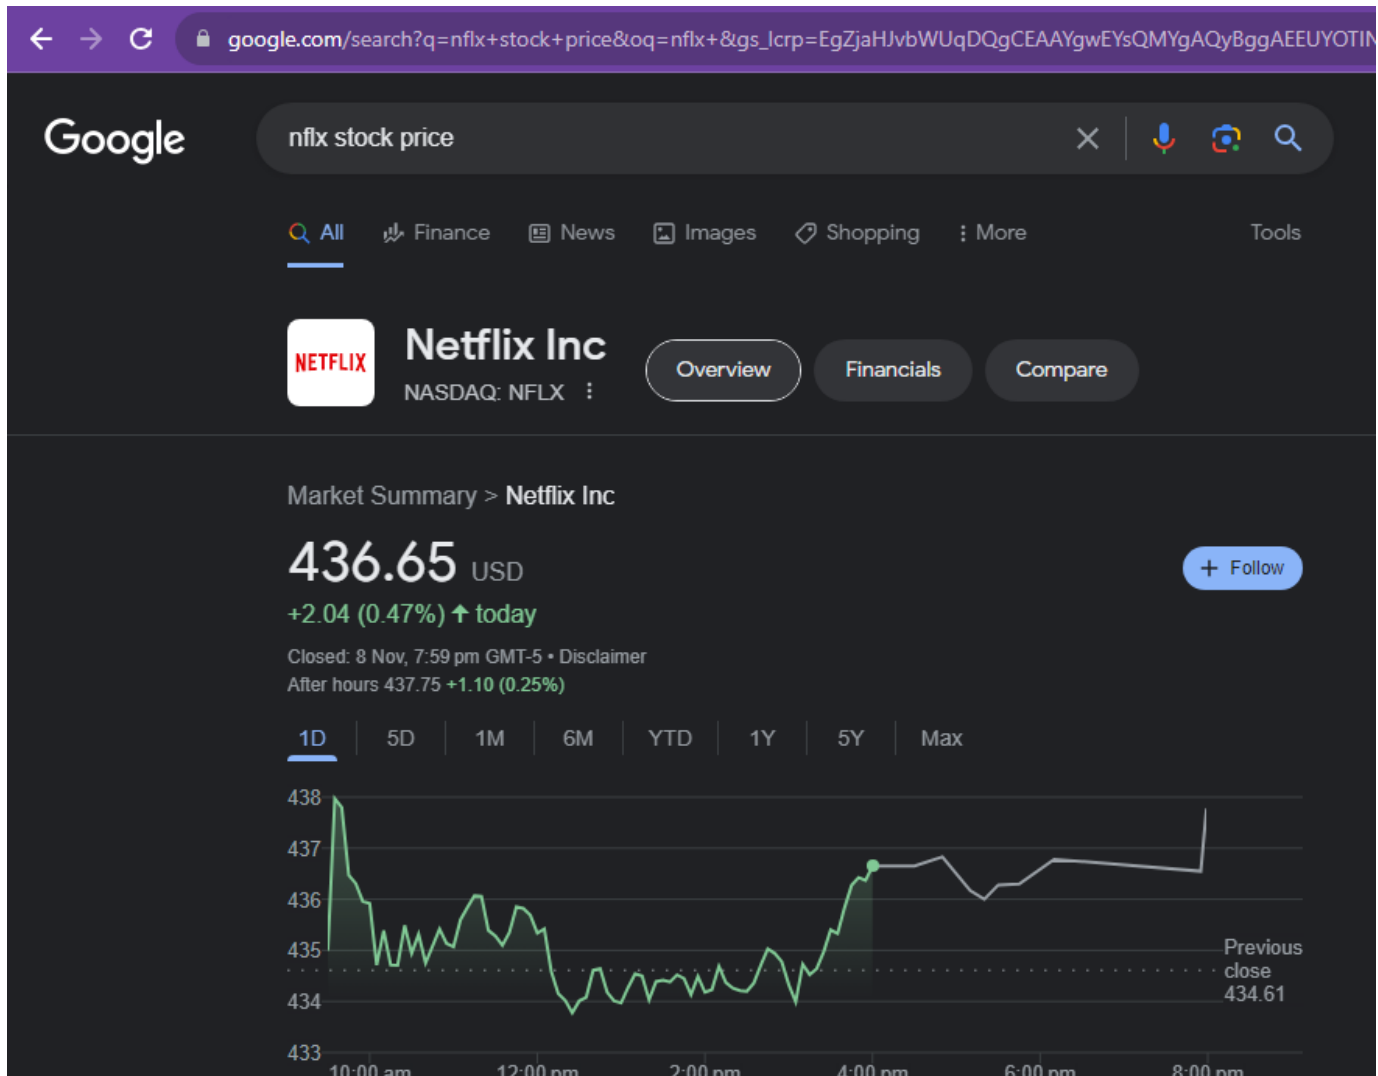 google.com/search?q=nflx+stock+price&oq=nflx+&gs_lcrp=EgZjaHJvbWUqDQgCEAAYgwEYsQMYgAQyBggAEEUYOTIN
Google
nflx stock price
All Finance News Images Shopping More Tools
NETFLIX
Netflix Inc
NASDAQ: NFLX
Overview Financials Compare
Market Summary > Netflix Inc
436.65 USD
+ Follow
+2.04 (0.47%) ↑ today
Closed: 8 Nov, 7:59 pm GMT-5 • Disclaimer
After hours 437.75 +1.10 (0.25%)
1D 5D 1M 6M YTD 1Y 5Y Max
438
437
436
435
434
433
Previous
close
434.61
10:00 am 12:00 pm 2:00 pm 4:00 pm 6:00 pm 8:00 pm